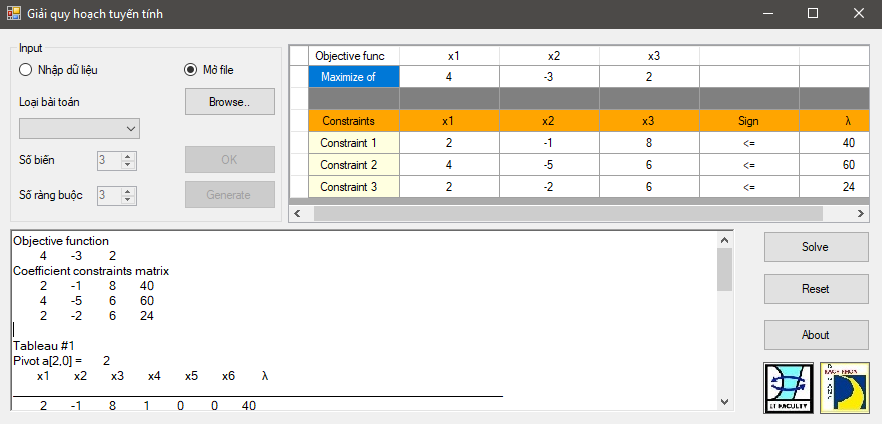 Giải quy hoạch tuyến tính
Input
Nhập dữ liệu Mở file
Loại bài toán Browse..
Số biến 3 OK
Số ràng buộc 3 Generate
Objective func x1 x2 x3
Maximize of 4 -3 2
Constraints x1 x2 x3 Sign λ
Constraint 1 2 -1 8 <= 40
Constraint 2 4 -5 6 <= 60
Constraint 3 2 -2 6 <= 24
Objective function
4 -3 2
Coefficient constraints matrix
2 -1 8 40
4 -5 6 60
2 -2 6 24
Tableau #1
Pivot a[2,0] = 2
x1 x2 x3 x4 x5 x6 λ
2 -1 8 1 0 0 40
Solve
Reset
About
IT FACULTY